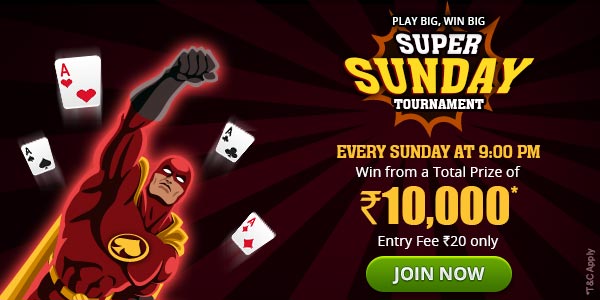 PLAY BIG, WIN BIG
SUPER
SUNDAY
TOURNAMENT
EVERY SUNDAY AT 9:00 PM
Win from a Total Prize of
₹10,000*
Entry Fee ₹20 only
JOIN NOW
*T&C Apply
A
A
A
A